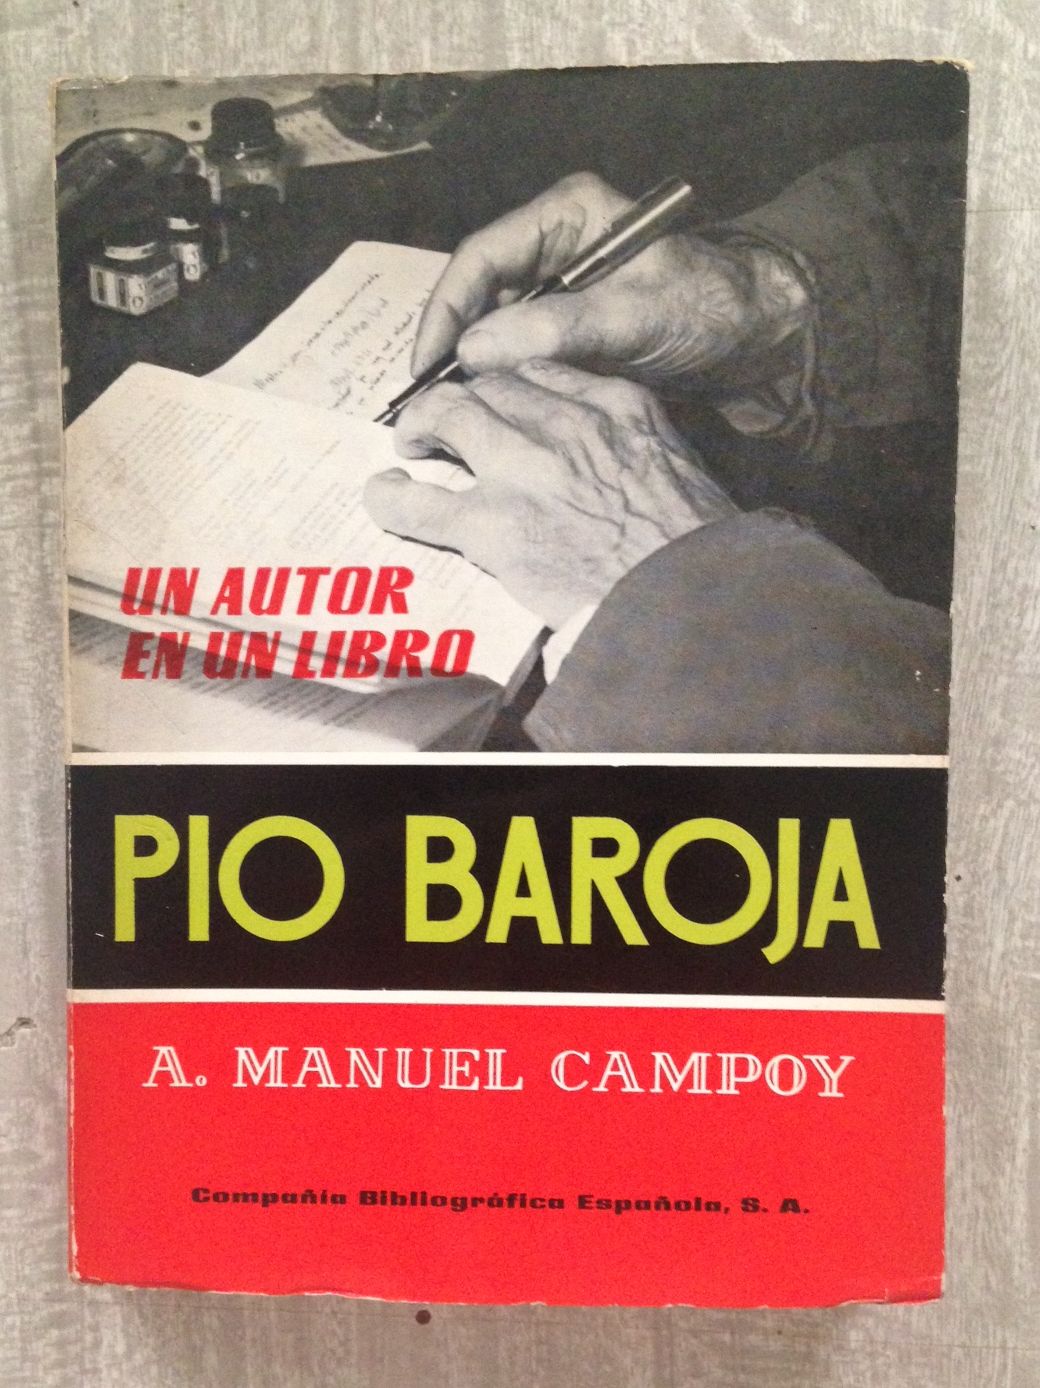 UN AUTOR
EN UN LIBRO
PIO BAROJA
A. MANUEL CAMPOY
Compañía Bibliográfica Española, S. A.